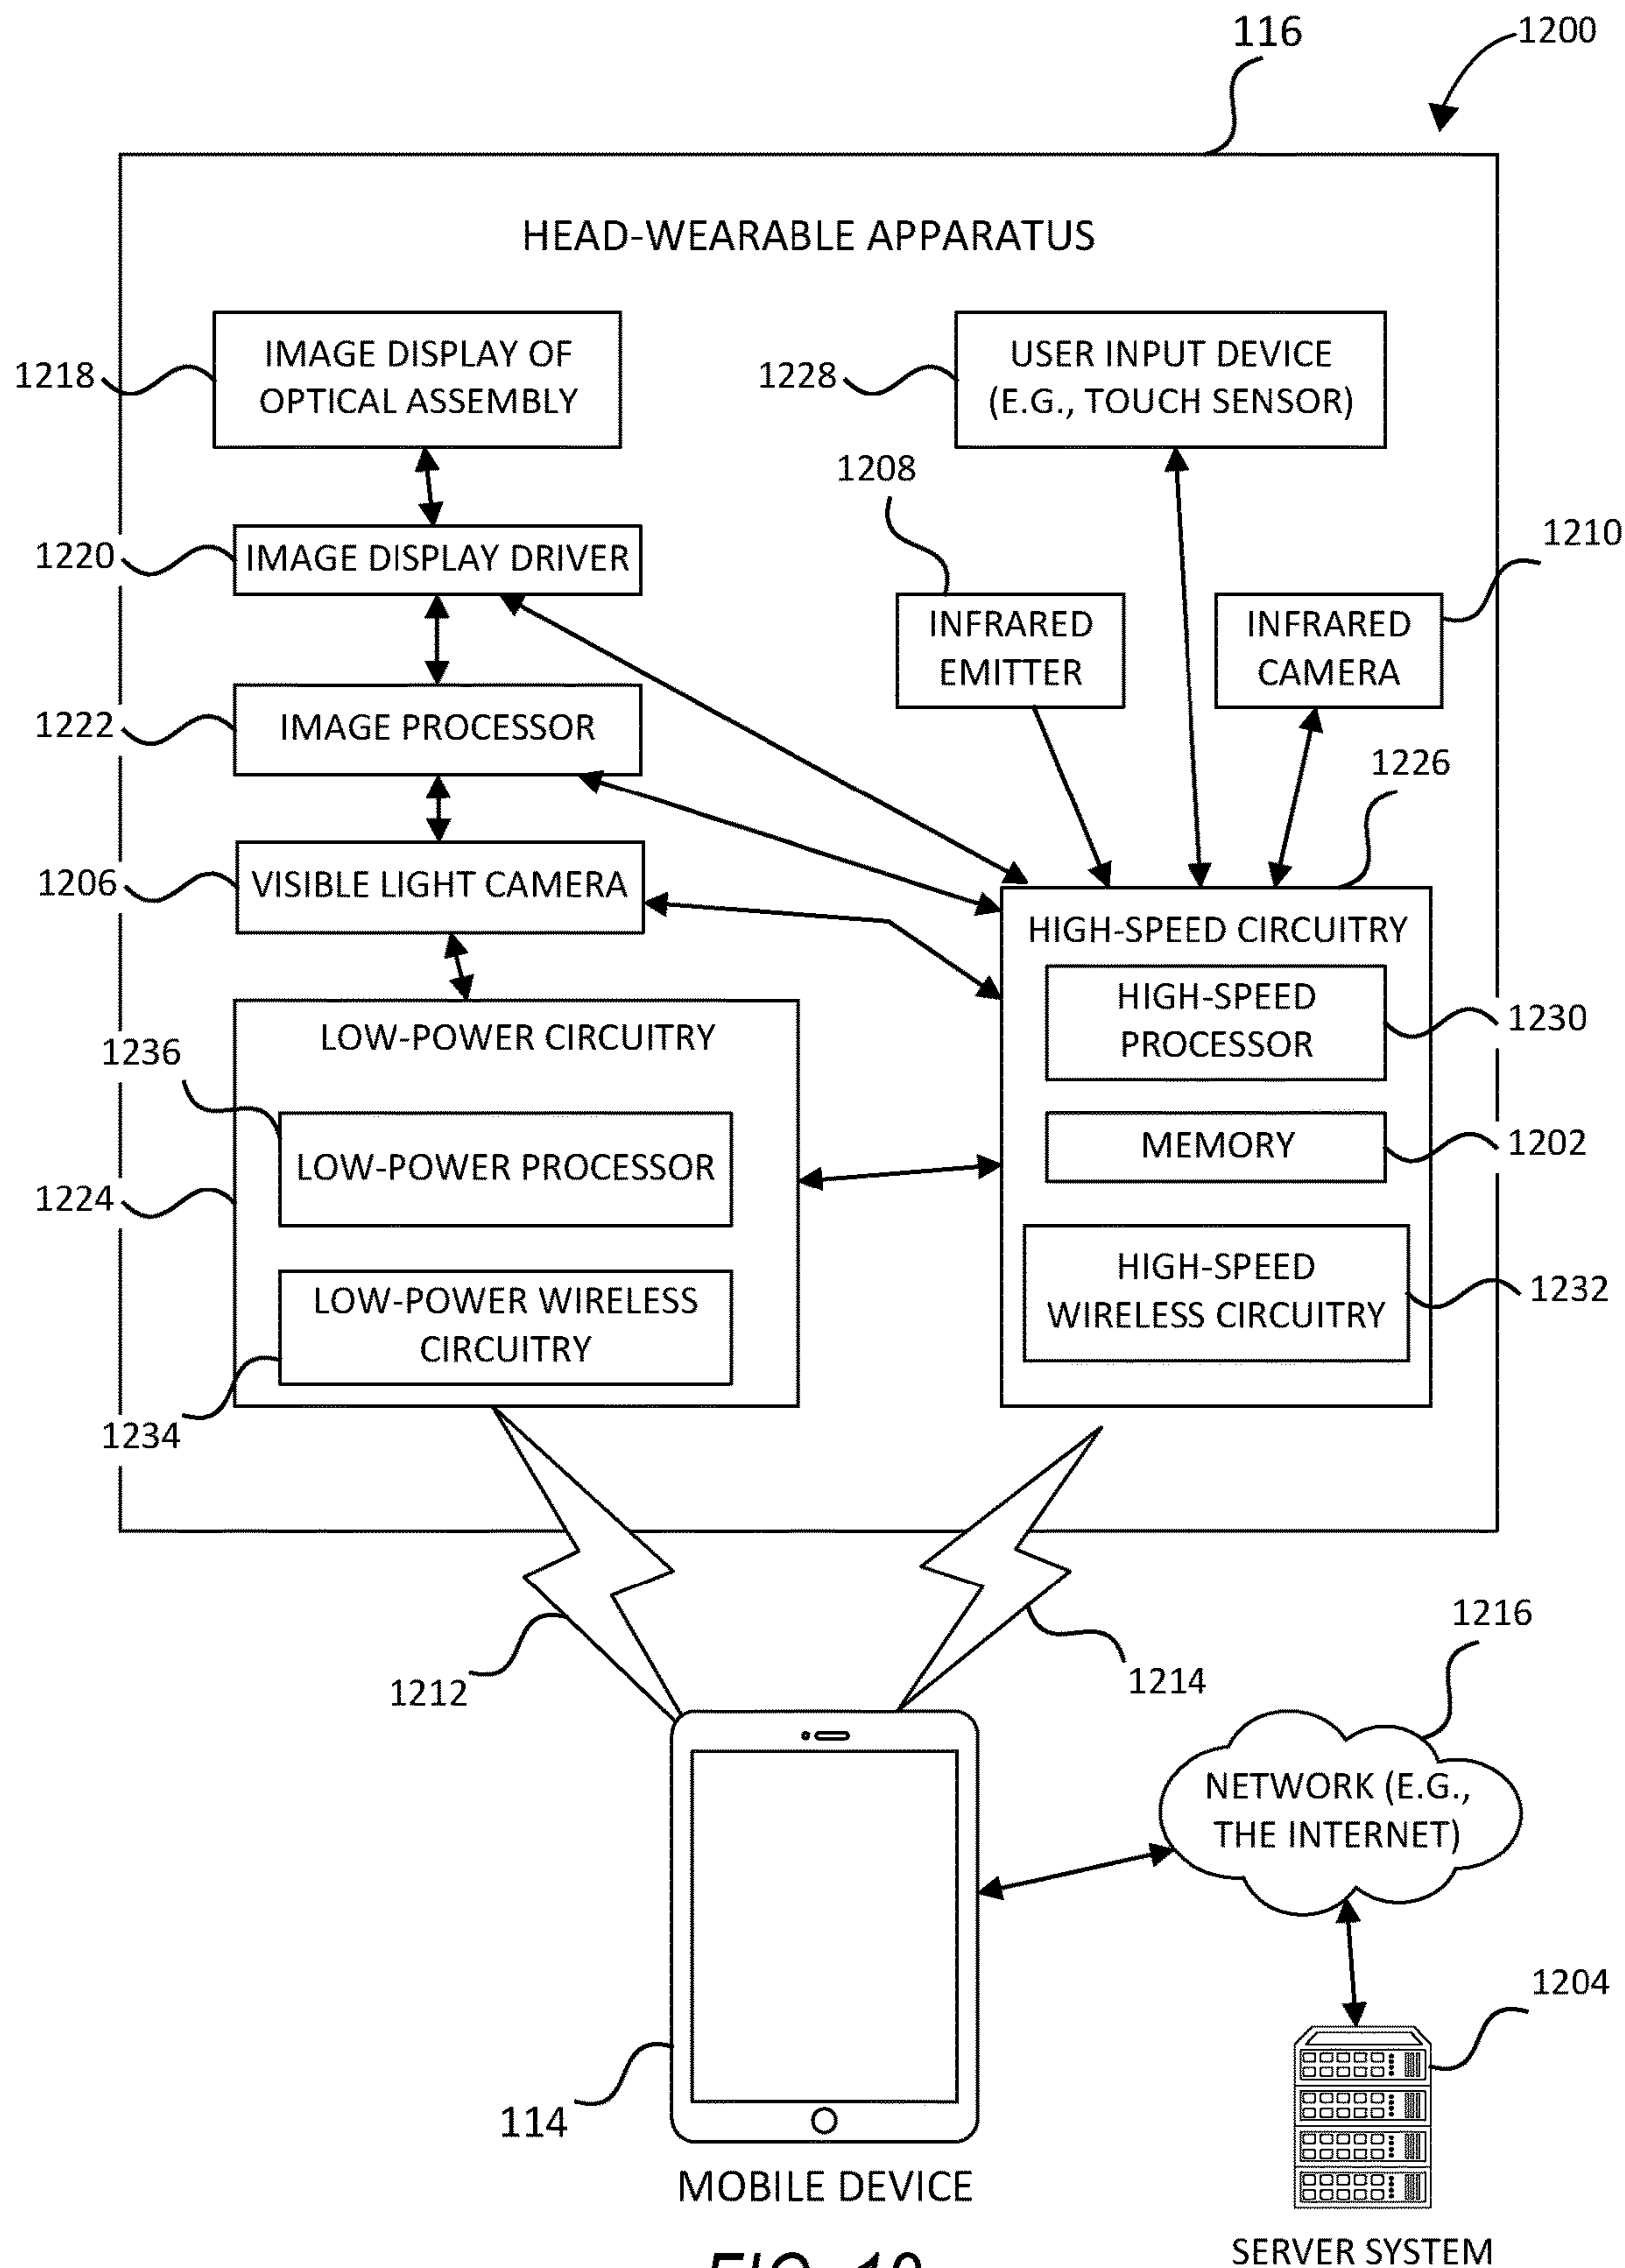 116
1200
HEAD-WEARABLE APPARATUS
1218
IMAGE DISPLAY OF
OPTICAL ASSEMBLY
1228
USER INPUT DEVICE
(E.G., TOUCH SENSOR)
1208
1210
1220
IMAGE DISPLAY DRIVER
INFRARED
EMITTER
INFRARED
CAMERA
1222
IMAGE PROCESSOR
1226
1206
VISIBLE LIGHT CAMERA
HIGH-SPEED CIRCUITRY
HIGH-SPEED
PROCESSOR
1230
LOW-POWER CIRCUITRY
1236
MEMORY
1202
LOW-POWER PROCESSOR
1224
HIGH-SPEED
WIRELESS CIRCUITRY
1232
LOW-POWER WIRELESS
CIRCUITRY
1234
1212
1214
1216
NETWORK (E.G.,
THE INTERNET)
1204
114
MOBILE DEVICE
SERVER SYSTEM